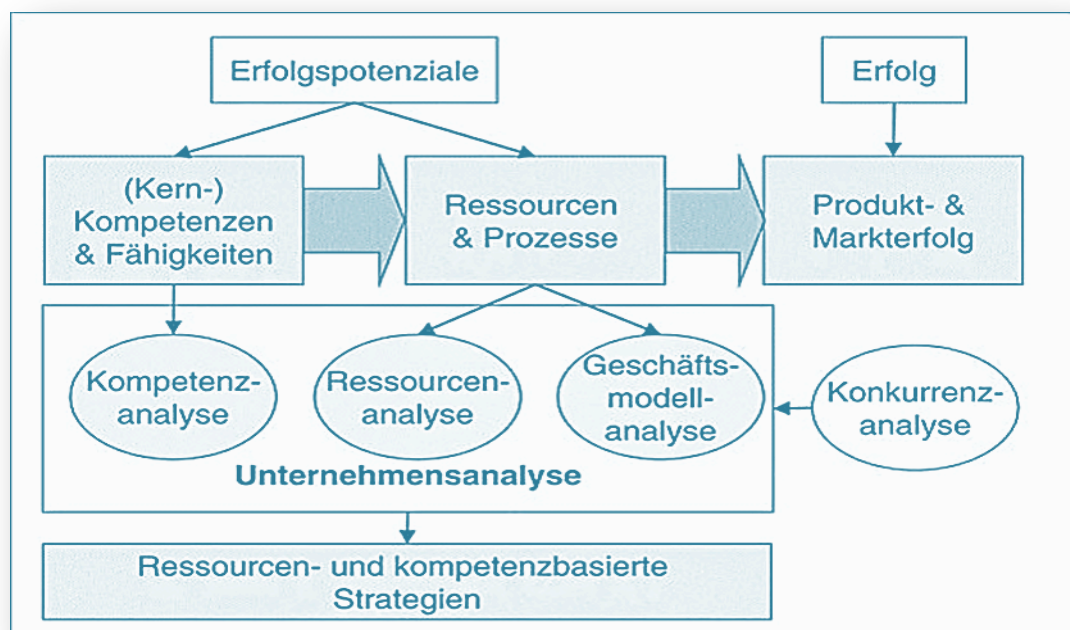 Erfolgspotenziale
Erfolg
(Kern-)
Kompetenzen
& Fähigkeiten
Ressourcen
& Prozesse
Produkt- &
Markterfolg
Kompetenz-
analyse
Ressourcen-
analyse
Geschäfts-
modell-
analyse
Konkurrenz-
analyse
Unternehmensanalyse
Ressourcen- und kompetenzbasierte
Strategien